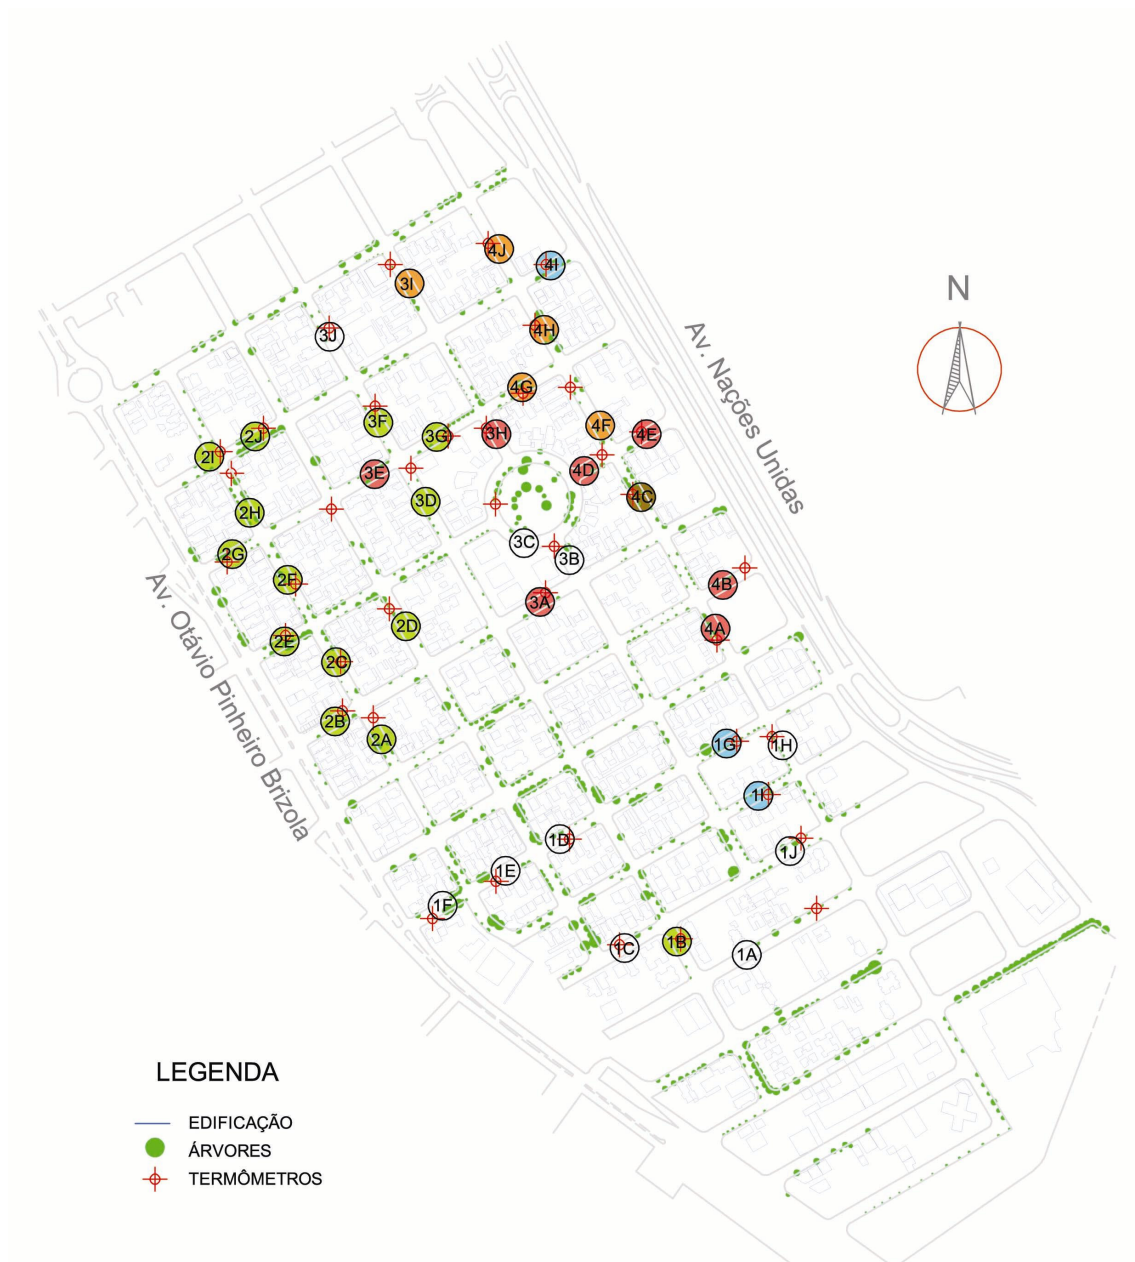 4J
4I
3I
N
4H
3J
Av. Nações Unidas
4G
3F
4F
2J
3G
3H
4E
2I
3E
4D
4C
3D
2H
3C
2G
3B
2F
4B
3A
Av. Otávio Pinheiro Brizola
2D
4A
2E
2C
2B
2A
1G
1H
1I
1D
1J
1E
1F
1B
1C
1A
LEGENDA
EDIFICAÇÃO
ÁRVORES
TERMÔMETROS